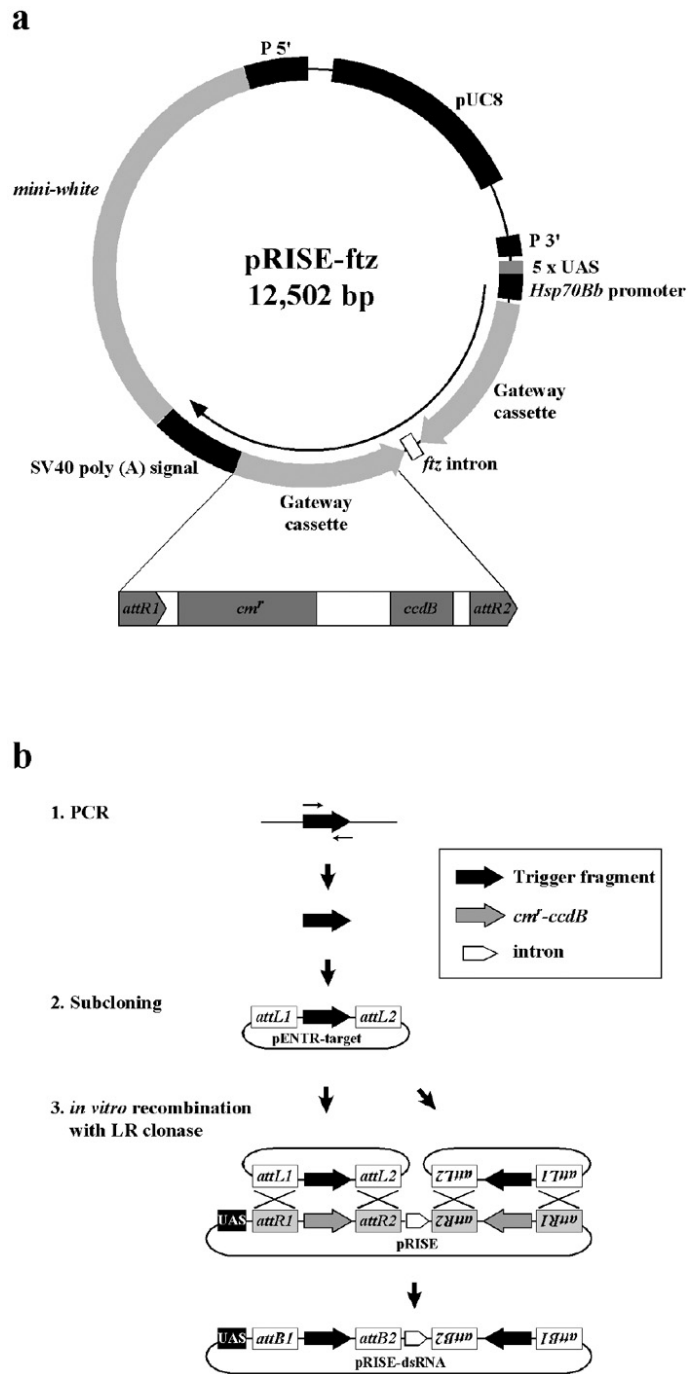 a
P 5'
pUC8
mini-white
P 3'
5 x UAS
Hsp70Bb promoter
pRISE-ftz
12,502 bp
Gateway
cassette
ftz intron
SV40 poly (A) signal
Gateway
cassette
attR1 cmʳ ccdB attR2
b
1. PCR
Trigger fragment
cmʳ-ccdB
intron
2. Subcloning
attL1 attL2
pENTR-target
3. in vitro recombination
with LR clonase
attL1 attL2 attL2 attL1
UAS attR1 attR2 attR2 attR1
pRISE
UAS attB1 attB2 attB2 attB1
pRISE-dsRNA